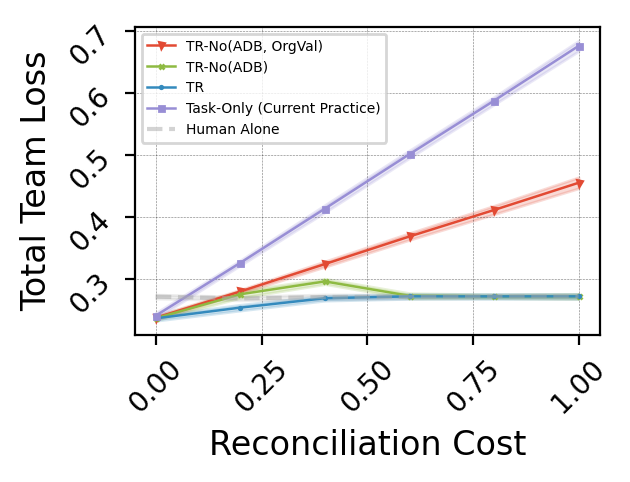 TR-No(ADB, OrgVal)
TR-No(ADB)
TR
Task-Only (Current Practice)
Human Alone
Total Team Loss
0.7
0.6
0.5
0.4
0.3
0.00
0.25
0.50
0.75
1.00
Reconciliation Cost